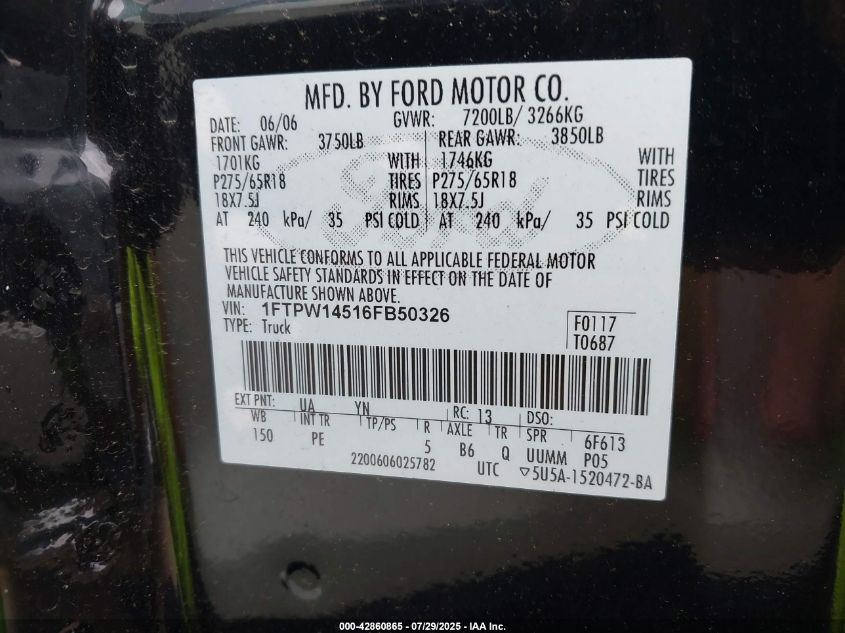 MFD. BY FORD MOTOR CO.
DATE: 06/06 GVWR: 7200LB/ 3266KG
FRONT GAWR: 3750LB REAR GAWR: 3850LB
1701KG WITH 1746KG WITH
P275/65R18 TIRES P275/65R18 TIRES
18X7.5J RIMS 18X7.5J RIMS
AT 240 kPa/ 35 PSI COLD AT 240 kPa/ 35 PSI COLD
THIS VEHICLE CONFORMS TO ALL APPLICABLE FEDERAL MOTOR
VEHICLE SAFETY STANDARDS IN EFFECT ON THE DATE OF
MANUFACTURE SHOWN ABOVE.
VIN: 1FTPW14516FB50326 F0117
TYPE: Truck T0687
EXT PNT: UA YN RC: 13 DSO:
WB INT TR TP/PS R AXLE TR SPR 6F613
150 PE 5 B6 Q UUMM P05
2200606025782 UTC ▽5U5A-1520472-BA
000-42860865 - 07/29/2025 - IAA Inc.